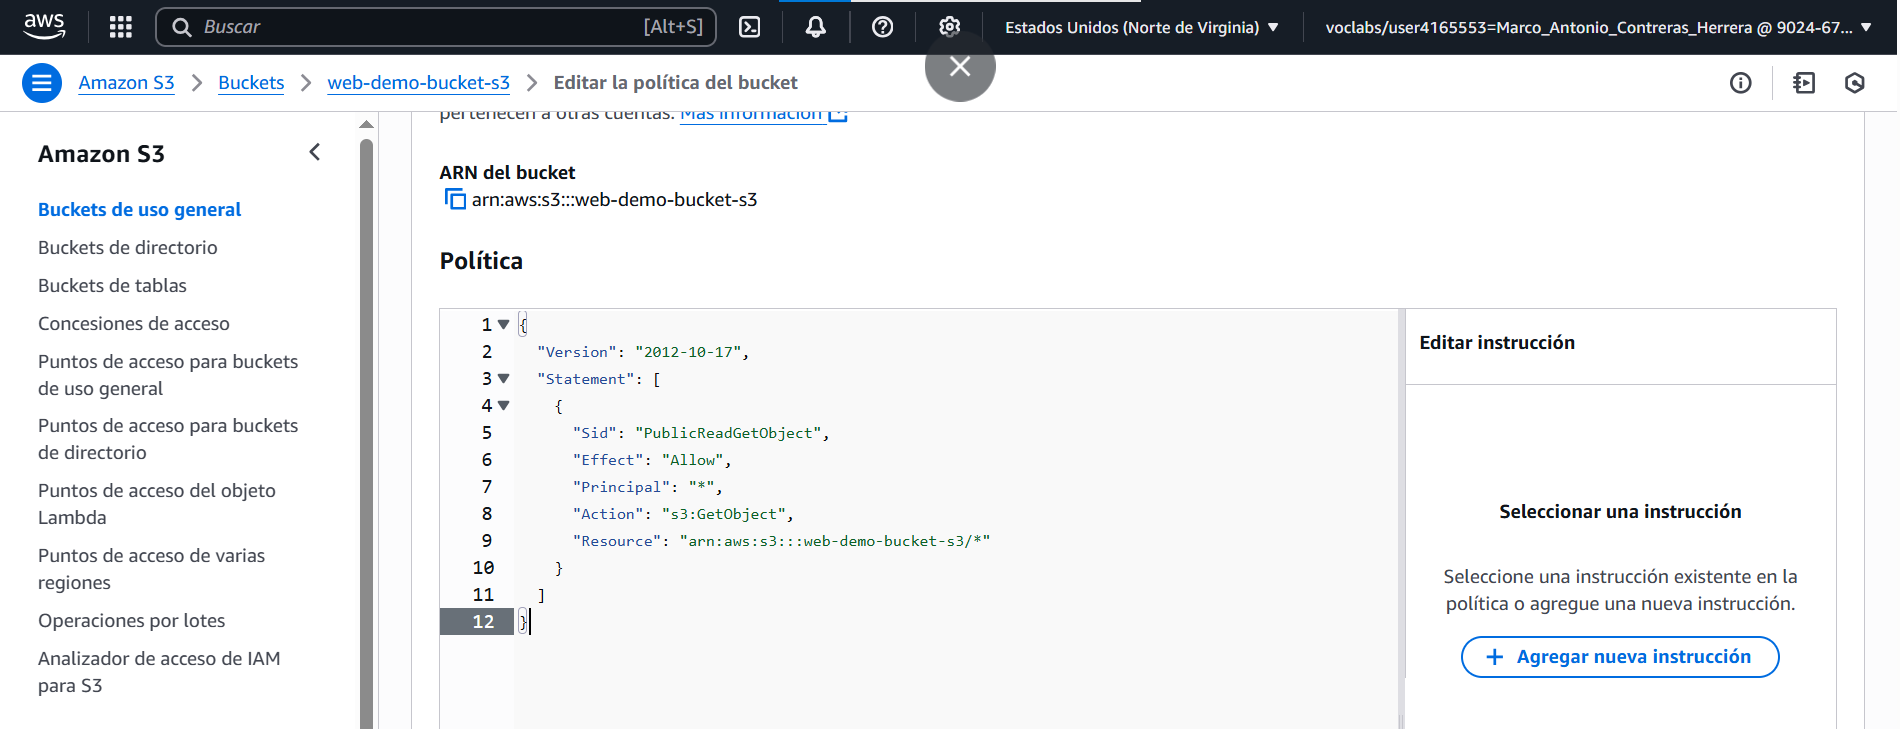 aws
Buscar [Alt+S]
Estados Unidos (Norte de Virginia)
voclabs/user4165553=Marco_Antonio_Contreras_Herrera @ 9024-67...
Amazon S3 > Buckets > web-demo-bucket-s3 > Editar la política del bucket
Amazon S3
Buckets de uso general
Buckets de directorio
Buckets de tablas
Concesiones de acceso
Puntos de acceso para buckets
de uso general
Puntos de acceso para buckets
de directorio
Puntos de acceso del objeto
Lambda
Puntos de acceso de varias
regiones
Operaciones por lotes
Analizador de acceso de IAM
para S3
pertenecen a otras cuentas. Más información
ARN del bucket
arn:aws:s3:::web-demo-bucket-s3
Política
1 {
2 "Version": "2012-10-17",
3 "Statement": [
4 {
5 "Sid": "PublicReadGetObject",
6 "Effect": "Allow",
7 "Principal": "*",
8 "Action": "s3:GetObject",
9 "Resource": "arn:aws:s3:::web-demo-bucket-s3/*"
10 }
11 ]
12 }
Editar instrucción
Seleccionar una instrucción
Seleccione una instrucción existente en la
política o agregue una nueva instrucción.
+ Agregar nueva instrucción